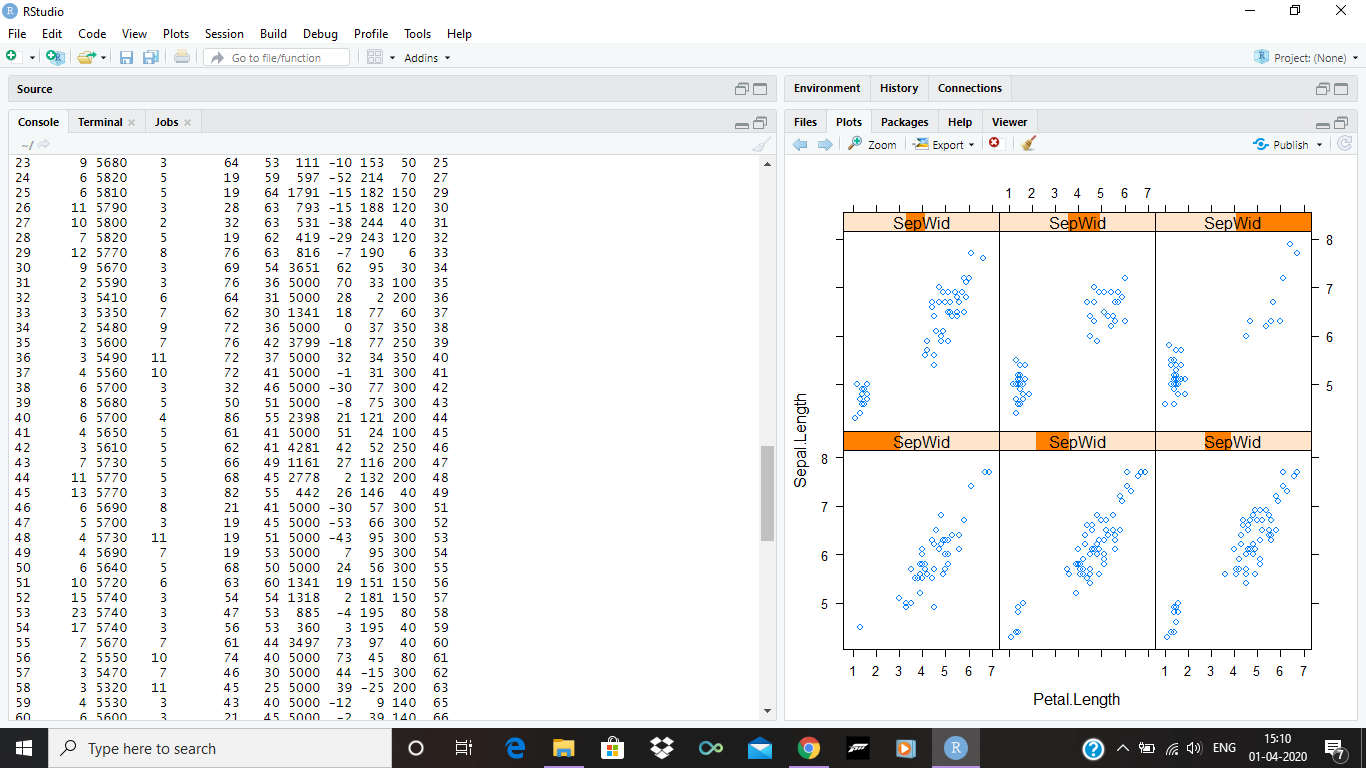 RStudio
File Edit Code View Plots Session Build Debug Profile Tools Help
Go to file/function Addins Project: (None)
Source
Console Terminal Jobs
~/
23 9 5680 3 64 53 111 -10 153 50 25
24 6 5820 5 19 59 597 -52 214 70 27
25 6 5810 5 19 64 1791 -15 182 150 29
26 11 5790 3 28 63 793 -15 188 120 30
27 10 5800 2 32 63 531 -38 244 40 31
28 7 5820 5 19 62 419 -29 243 120 32
29 12 5770 8 76 63 816 -7 190 6 33
30 9 5670 3 69 54 3651 62 95 30 34
31 2 5590 3 76 36 5000 70 33 100 35
32 3 5410 6 64 31 5000 28 2 200 36
33 3 5350 7 62 30 1341 18 77 60 37
34 2 5480 9 72 36 5000 0 37 350 38
35 3 5600 7 76 42 3799 -18 77 250 39
36 3 5490 11 72 37 5000 32 34 350 40
37 4 5560 10 72 41 5000 -1 31 300 41
38 6 5700 3 32 46 5000 -30 77 300 42
39 8 5680 5 50 51 5000 -8 75 300 43
40 6 5700 4 86 55 2398 21 121 200 44
41 4 5650 5 61 41 5000 51 24 100 45
42 3 5610 5 62 41 4281 42 52 250 46
43 7 5730 5 66 49 1161 27 116 200 47
44 11 5770 5 68 45 2778 2 132 200 48
45 13 5770 3 82 55 442 26 146 40 49
46 6 5690 8 21 41 5000 -30 57 300 51
47 5 5700 3 19 45 5000 -53 66 300 52
48 4 5730 11 19 51 5000 -43 95 300 53
49 4 5690 7 19 53 5000 7 95 300 54
50 6 5640 5 68 50 5000 24 56 300 55
51 10 5720 6 63 60 1341 19 151 150 56
52 15 5740 3 54 54 1318 2 181 150 57
53 23 5740 3 47 53 885 -4 195 80 58
54 17 5740 3 56 53 360 3 195 40 59
55 7 5670 7 61 44 3497 73 97 40 60
56 2 5550 10 74 40 5000 73 45 80 61
57 3 5470 7 46 30 5000 44 -15 300 62
58 3 5320 11 45 25 5000 39 -25 200 63
59 4 5530 3 43 40 5000 -12 9 140 65
60 6 5600 3 21 45 5000 -2 39 140 66
Environment History Connections
Files Plots Packages Help Viewer
Zoom Export Publish
1 2 3 4 5 6 7
SepWid SepWid SepWid
8
7
6
5
Sepal.Length
SepWid SepWid SepWid
8
7
6
5
1 2 3 4 5 6 7 1 2 3 4 5 6 7
Petal.Length
Type here to search
ENG
15:10
01-04-2020
7